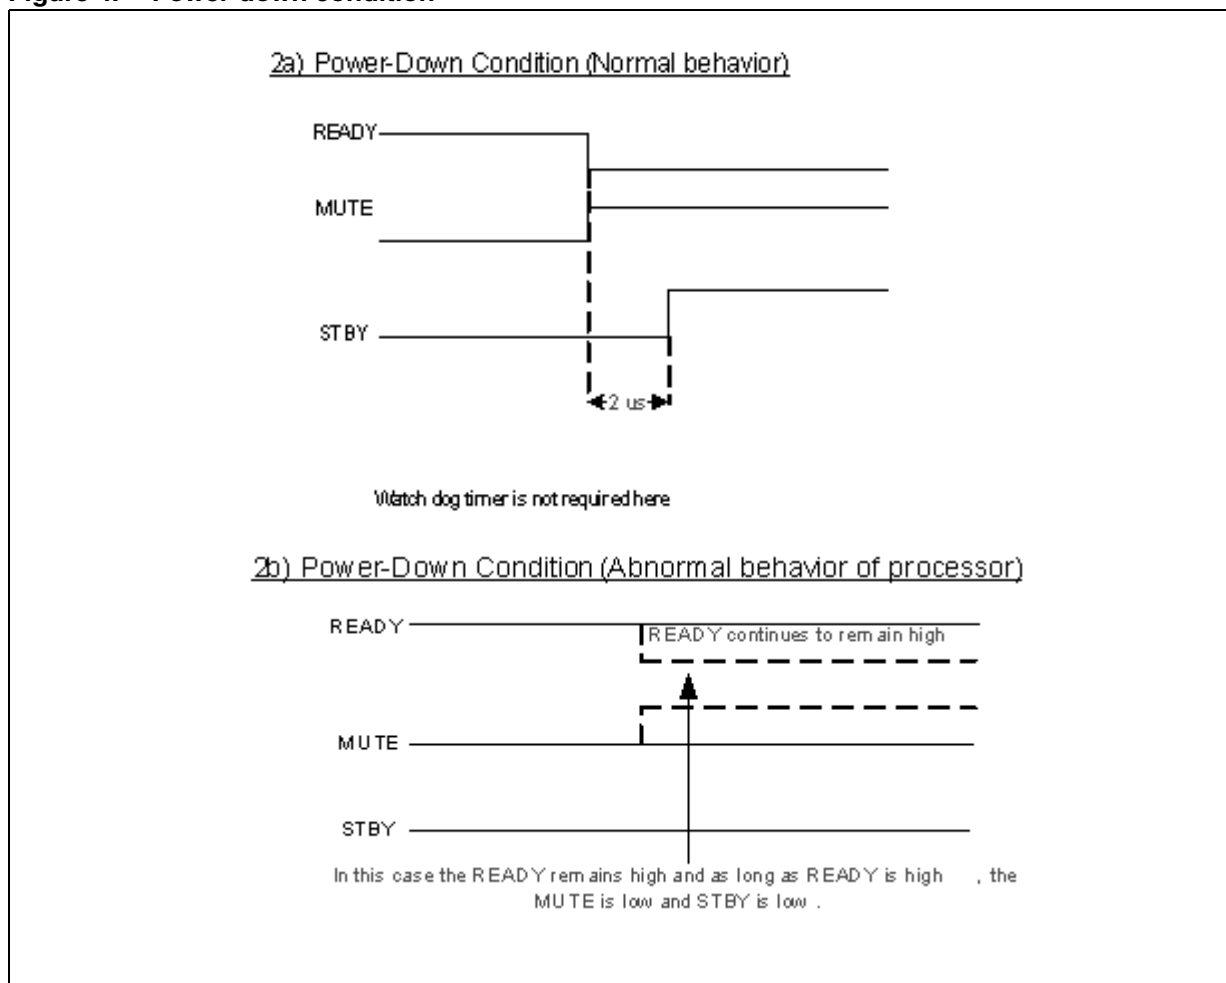 2a) Power-Down Condition (Normal behavior)
READY
MUTE
STBY
2 us
Watch dog timer is not required here
2b) Power-Down Condition (Abnormal behavior of processor)
READY
READY continues to remain high
MUTE
STBY
In this case the READY remains high and as long as READY is high , the
MUTE is low and STBY is low .